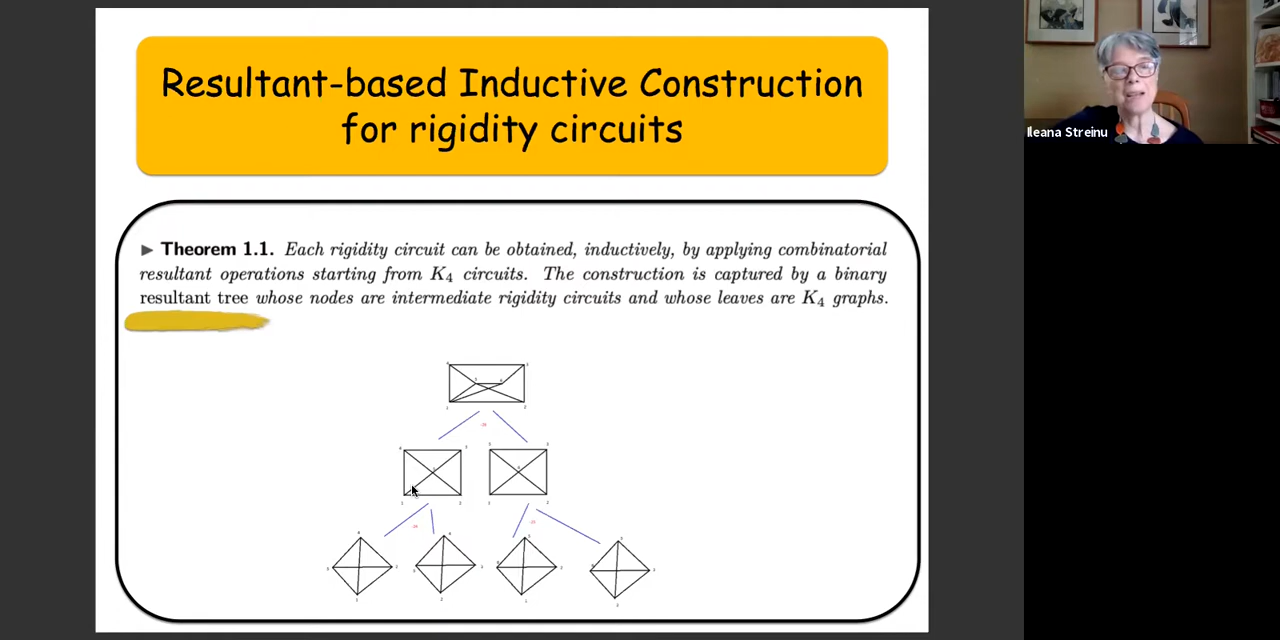 Resultant-based Inductive Construction
for rigidity circuits
Ileana Streinu
▶ Theorem 1.1. Each rigidity circuit can be obtained, inductively, by applying combinatorial
resultant operations starting from K₄ circuits. The construction is captured by a binary
resultant tree whose nodes are intermediate rigidity circuits and whose leaves are K₄ graphs.